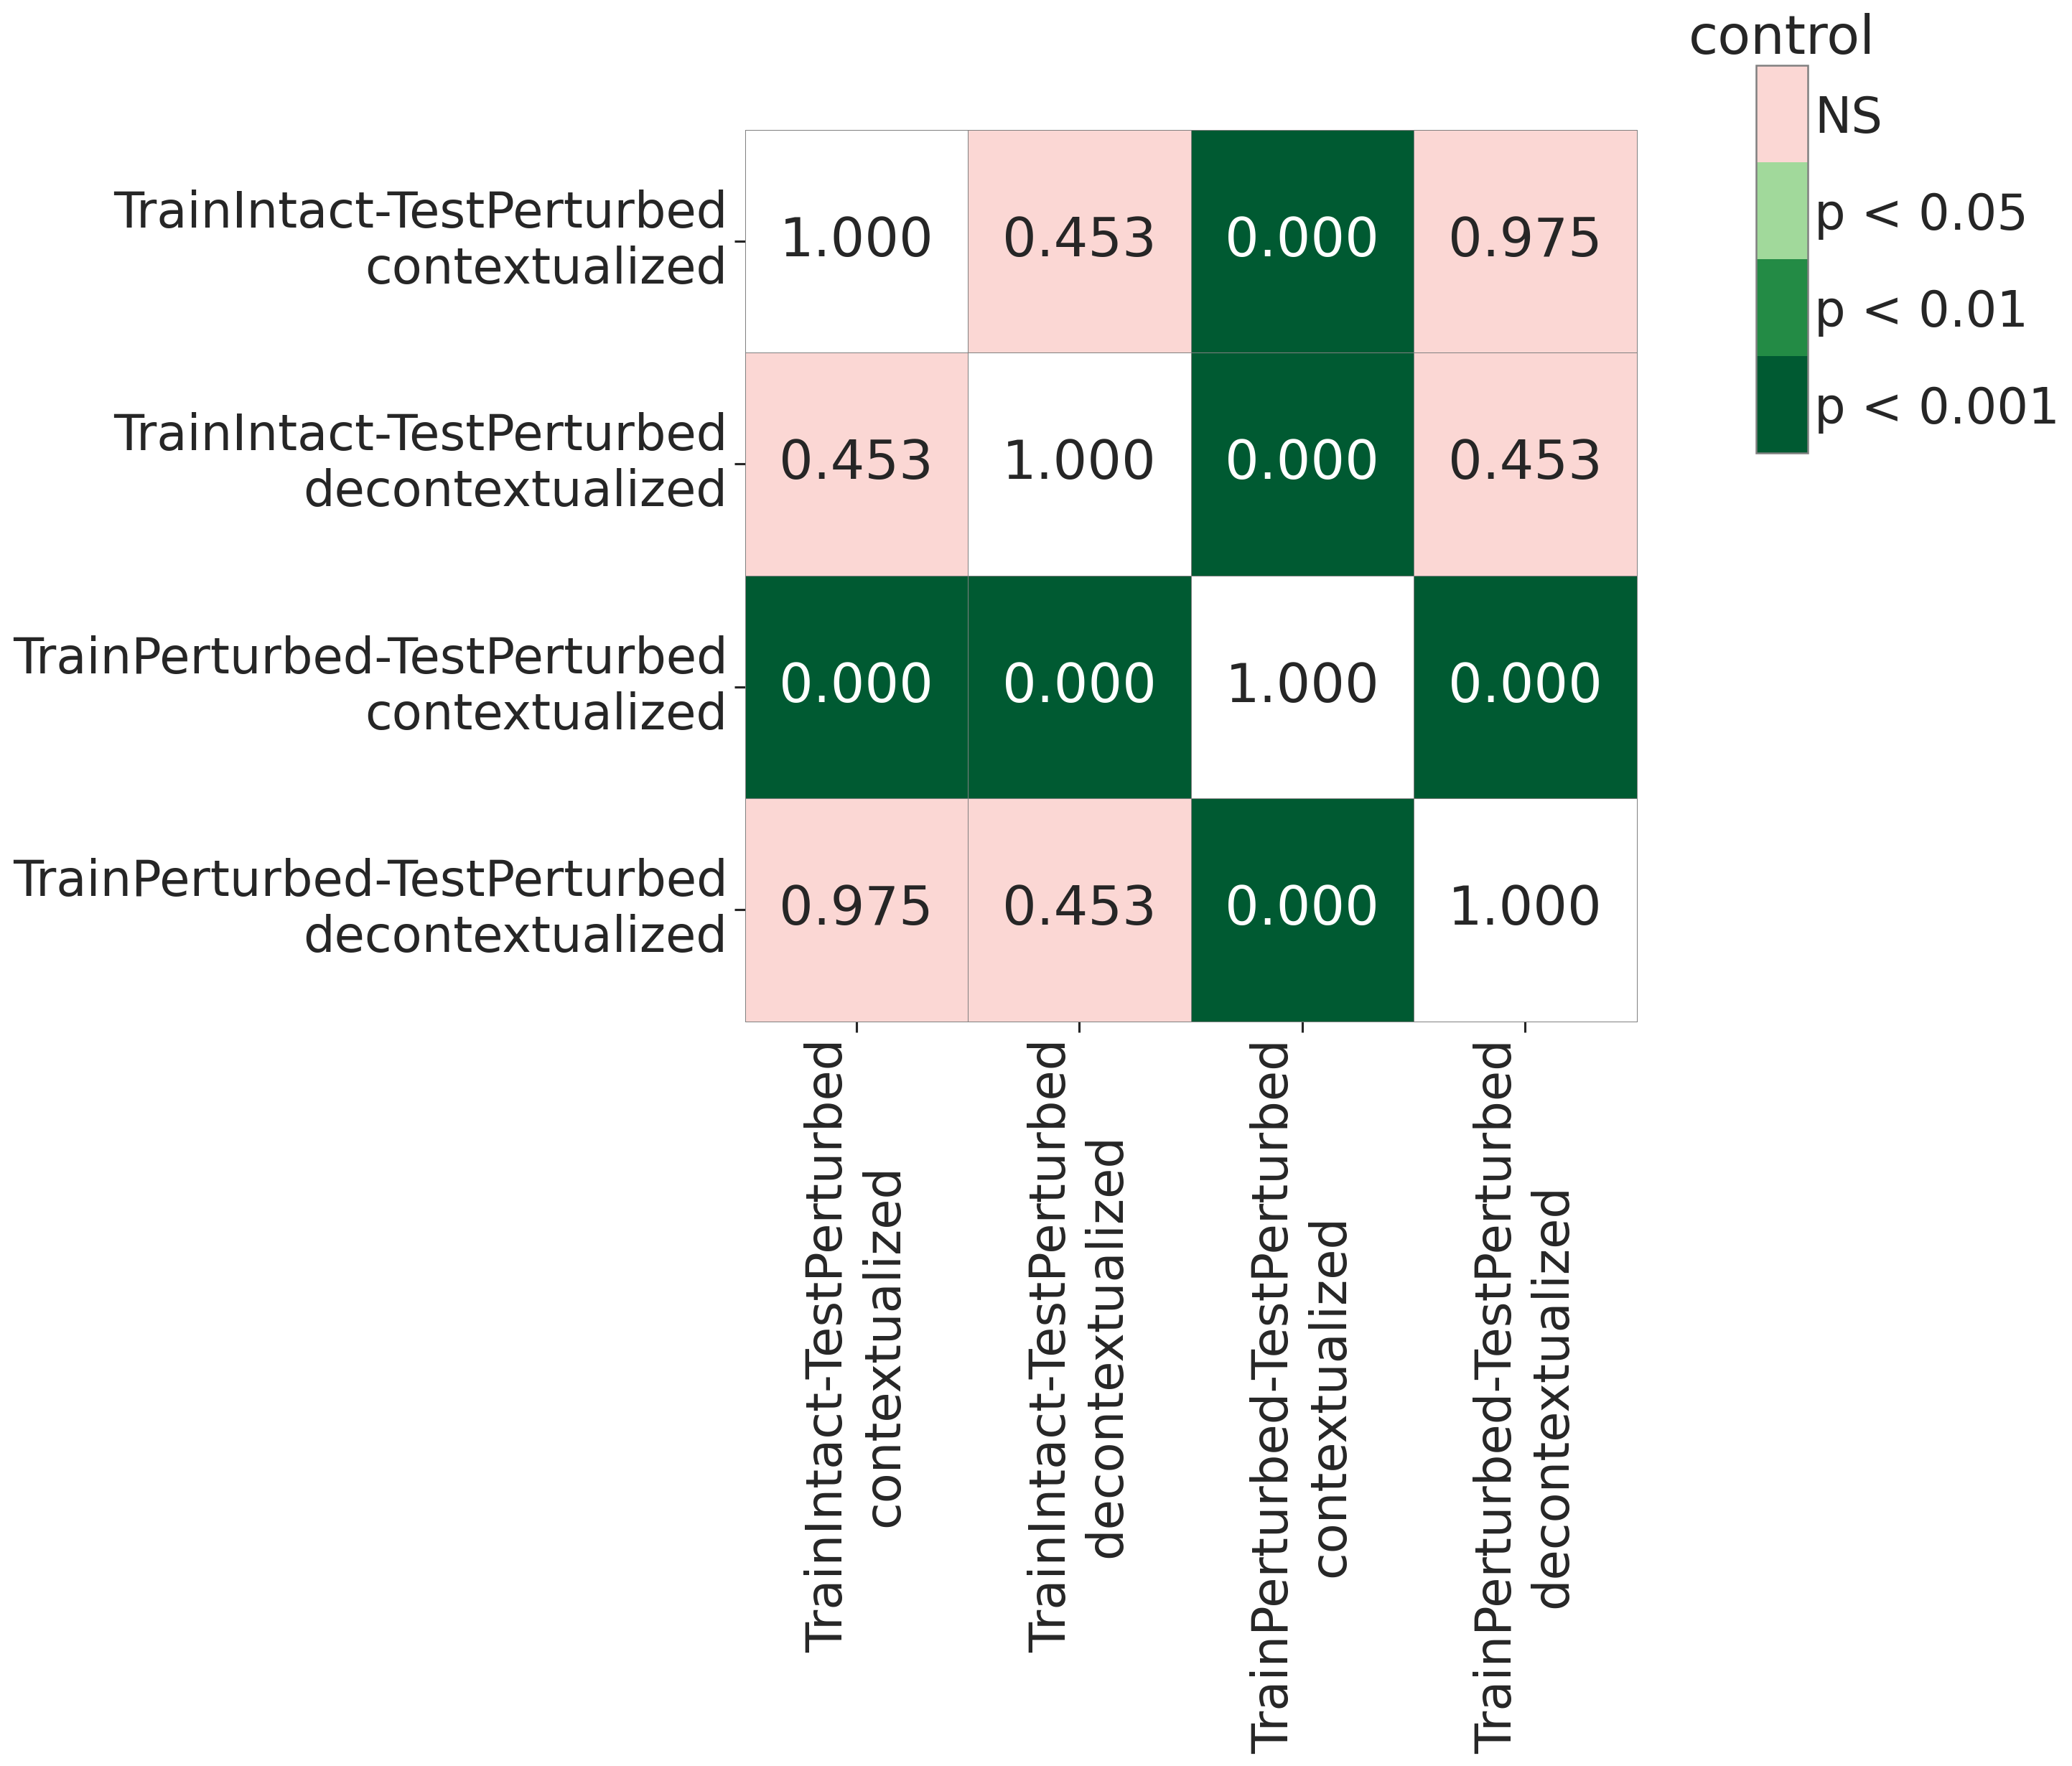 control
NS
p < 0.05
p < 0.01
p < 0.001
TrainIntact-TestPerturbed
contextualized
1.000 0.453 0.000 0.975
TrainIntact-TestPerturbed
decontextualized
0.453 1.000 0.000 0.453
TrainPerturbed-TestPerturbed
contextualized
0.000 0.000 1.000 0.000
TrainPerturbed-TestPerturbed
decontextualized
0.975 0.453 0.000 1.000
TrainIntact-TestPerturbed
contextualized
TrainIntact-TestPerturbed
decontextualized
TrainPerturbed-TestPerturbed
contextualized
TrainPerturbed-TestPerturbed
decontextualized